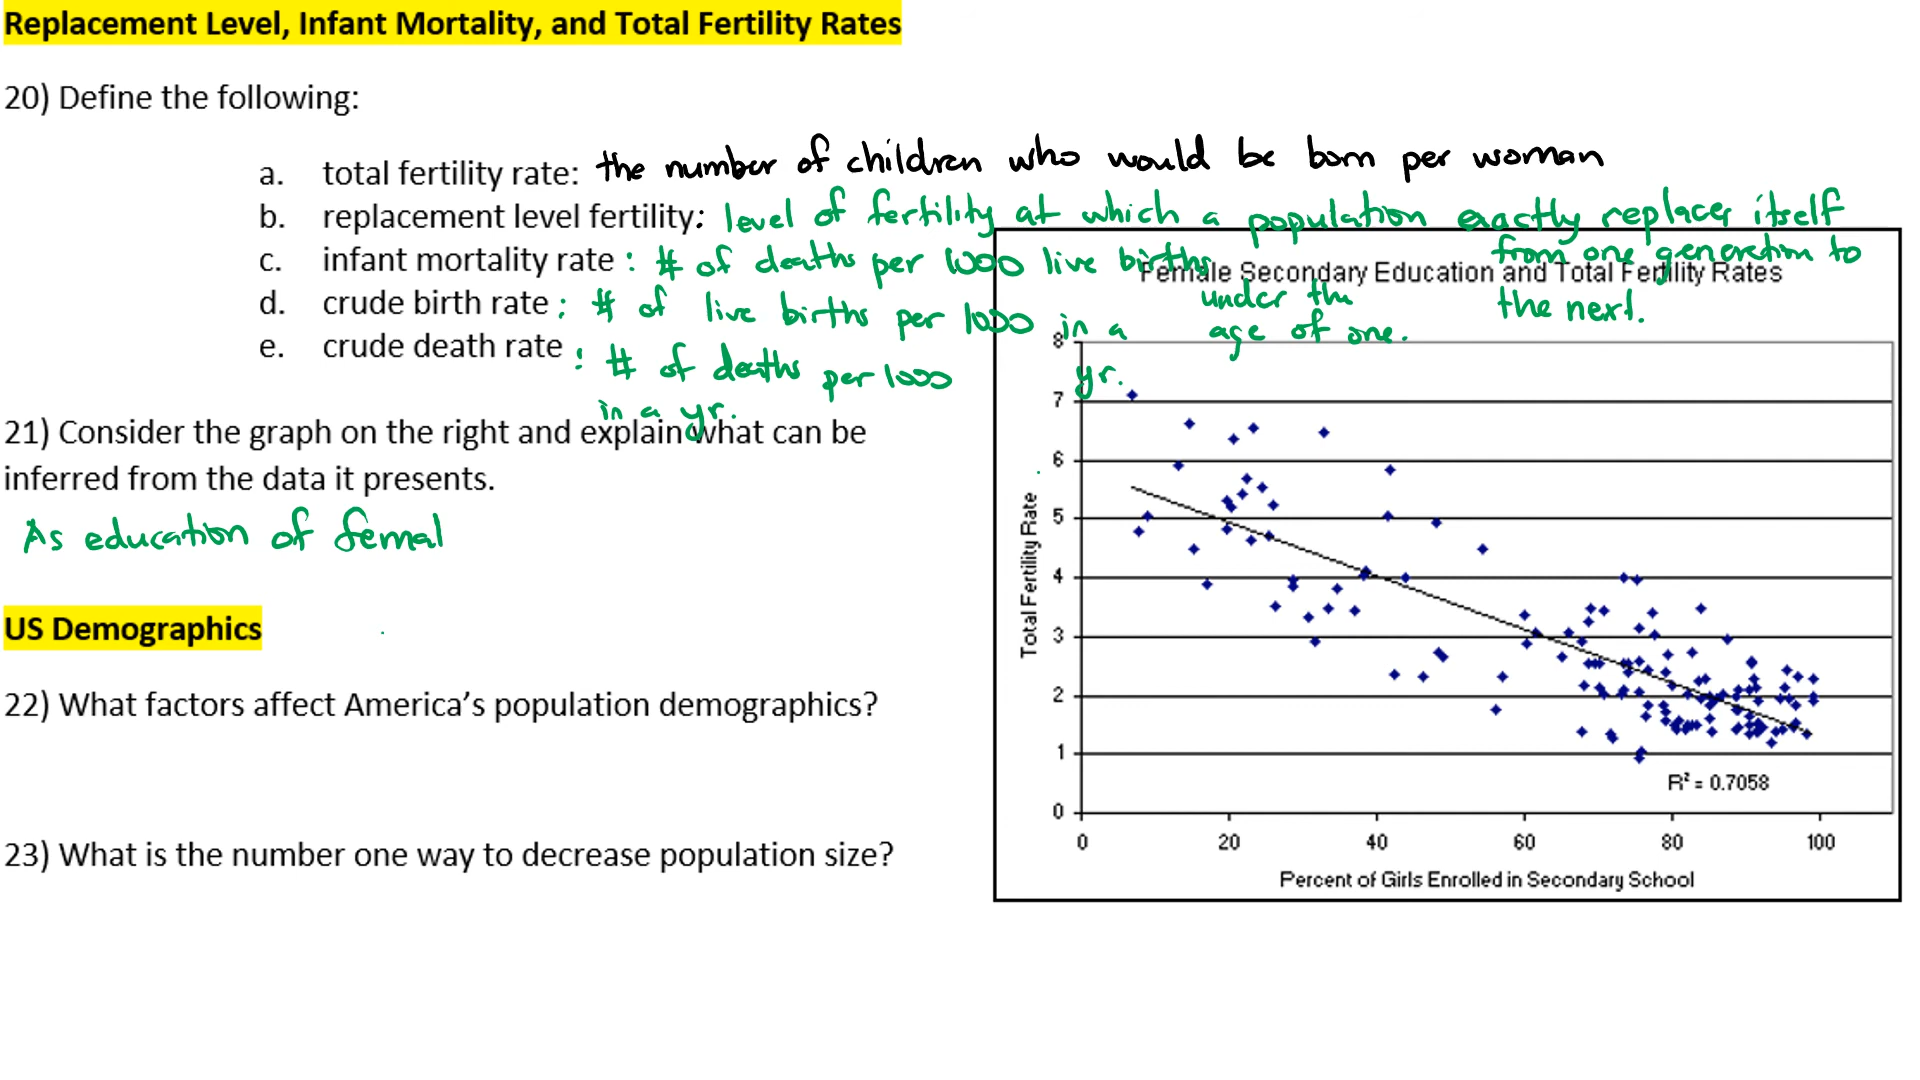 Replacement Level, Infant Mortality, and Total Fertility Rates
20) Define the following:
a. total fertility rate: the number of children who would be born per woman
b. replacement level fertility: level of fertility at which a population exactly replaces itself
from one generation to
the next.
c. infant mortality rate : # of deaths per 1000 live births
under the
age of one.
d. crude birth rate : # of live births per 1000 in a
yr.
e. crude death rate : # of deaths per 1000
in a yr.
21) Consider the graph on the right and explain what can be
inferred from the data it presents.
As education of femal
US Demographics
22) What factors affect America's population demographics?
23) What is the number one way to decrease population size?
Female Secondary Education and Total Fertility Rates
Total Fertility Rate
8
7
6
5
4
3
2
1
0
R² = 0.7058
0 20 40 60 80 100
Percent of Girls Enrolled in Secondary School